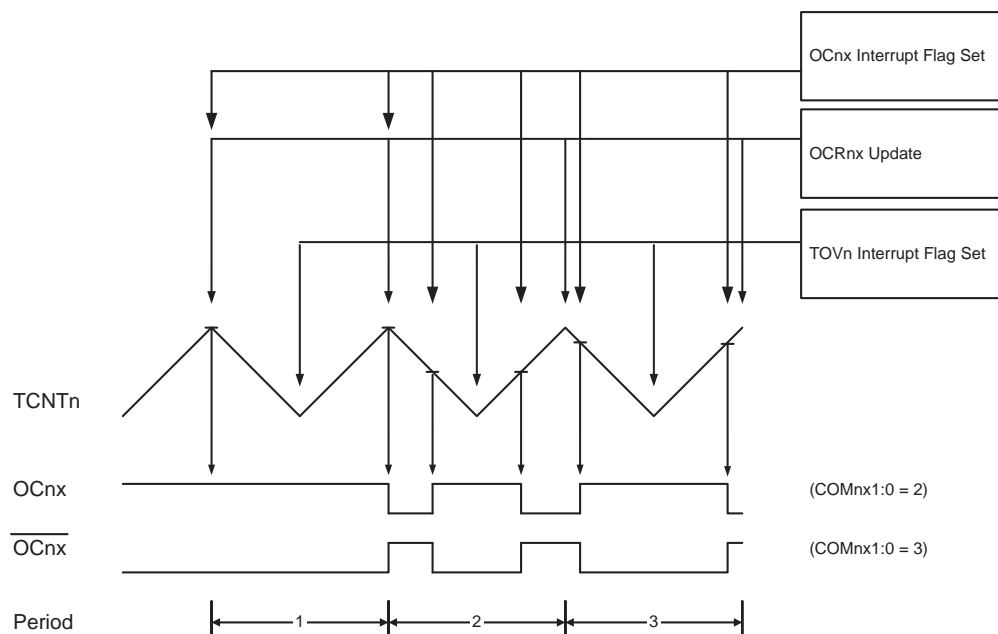 OCnx Interrupt Flag Set
OCRnx Update
TOVn Interrupt Flag Set
TCNTn
OCnx
(COMnx1:0 = 2)
OCnx
(COMnx1:0 = 3)
Period
1
2
3